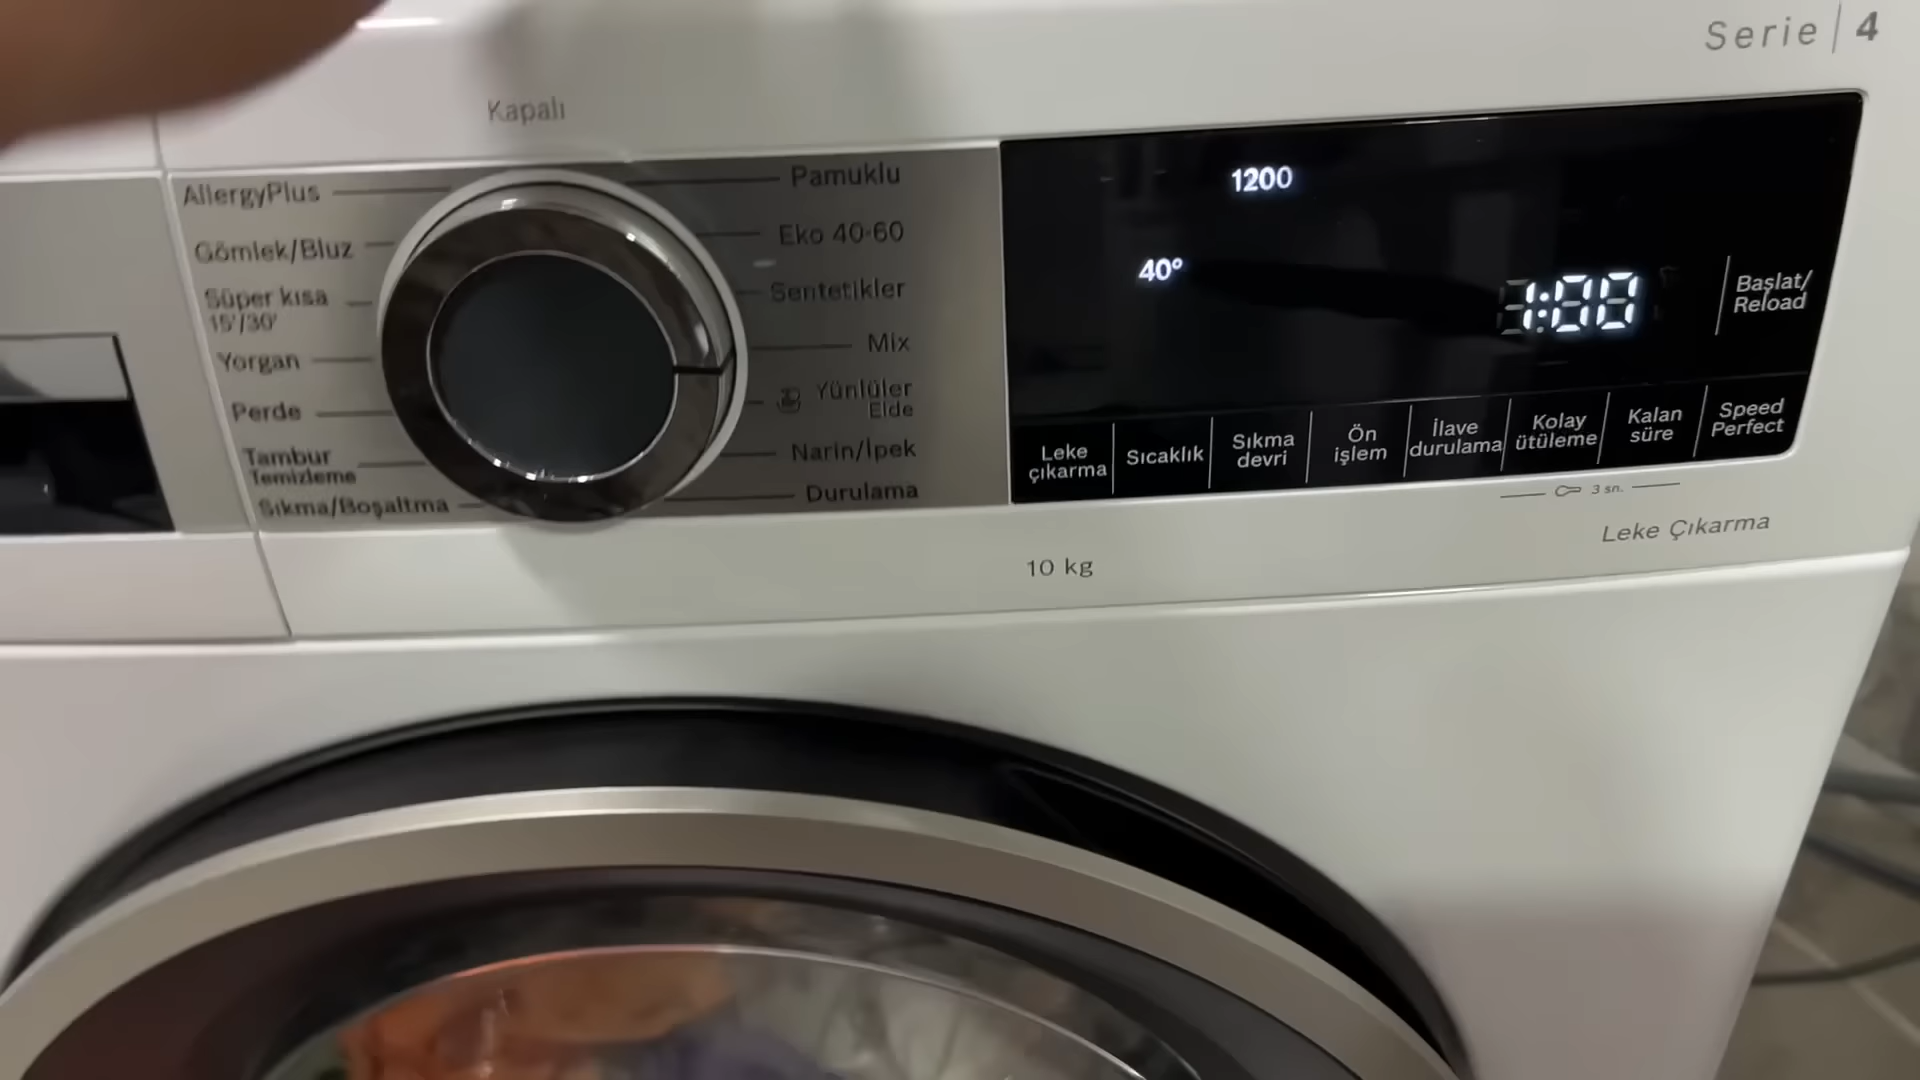 Serie | 4
Kapalı
AllergyPlus
Gömlek/Bluz
Süper kısa
15'/30'
Yorgan
Perde
Tambur
Temizleme
Sıkma/Boşaltma
Pamuklu
Eko 40-60
Sentetikler
Mix
Yünlüler
Elde
Narin/İpek
Durulama
1200
40°
1:00
Başlat/
Reload
Leke
çıkarma
Sıcaklık
Sıkma
devri
Ön
işlem
İlave
durulama
Kolay
ütüleme
Kalan
süre
Speed
Perfect
3 sn.
Leke Çıkarma
10 kg